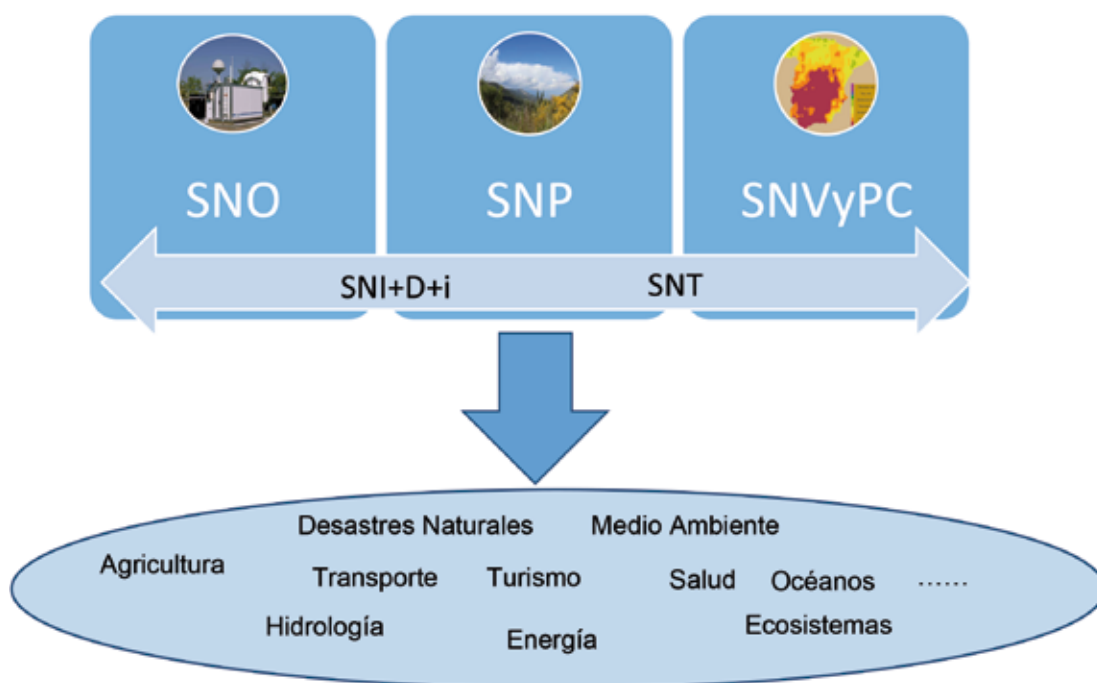 SNO
SNP
SNVyPC
SNI+D+i
SNT
Desastres Naturales
Medio Ambiente
Agricultura
Transporte
Turismo
Salud
Océanos
......
Hidrología
Energía
Ecosistemas